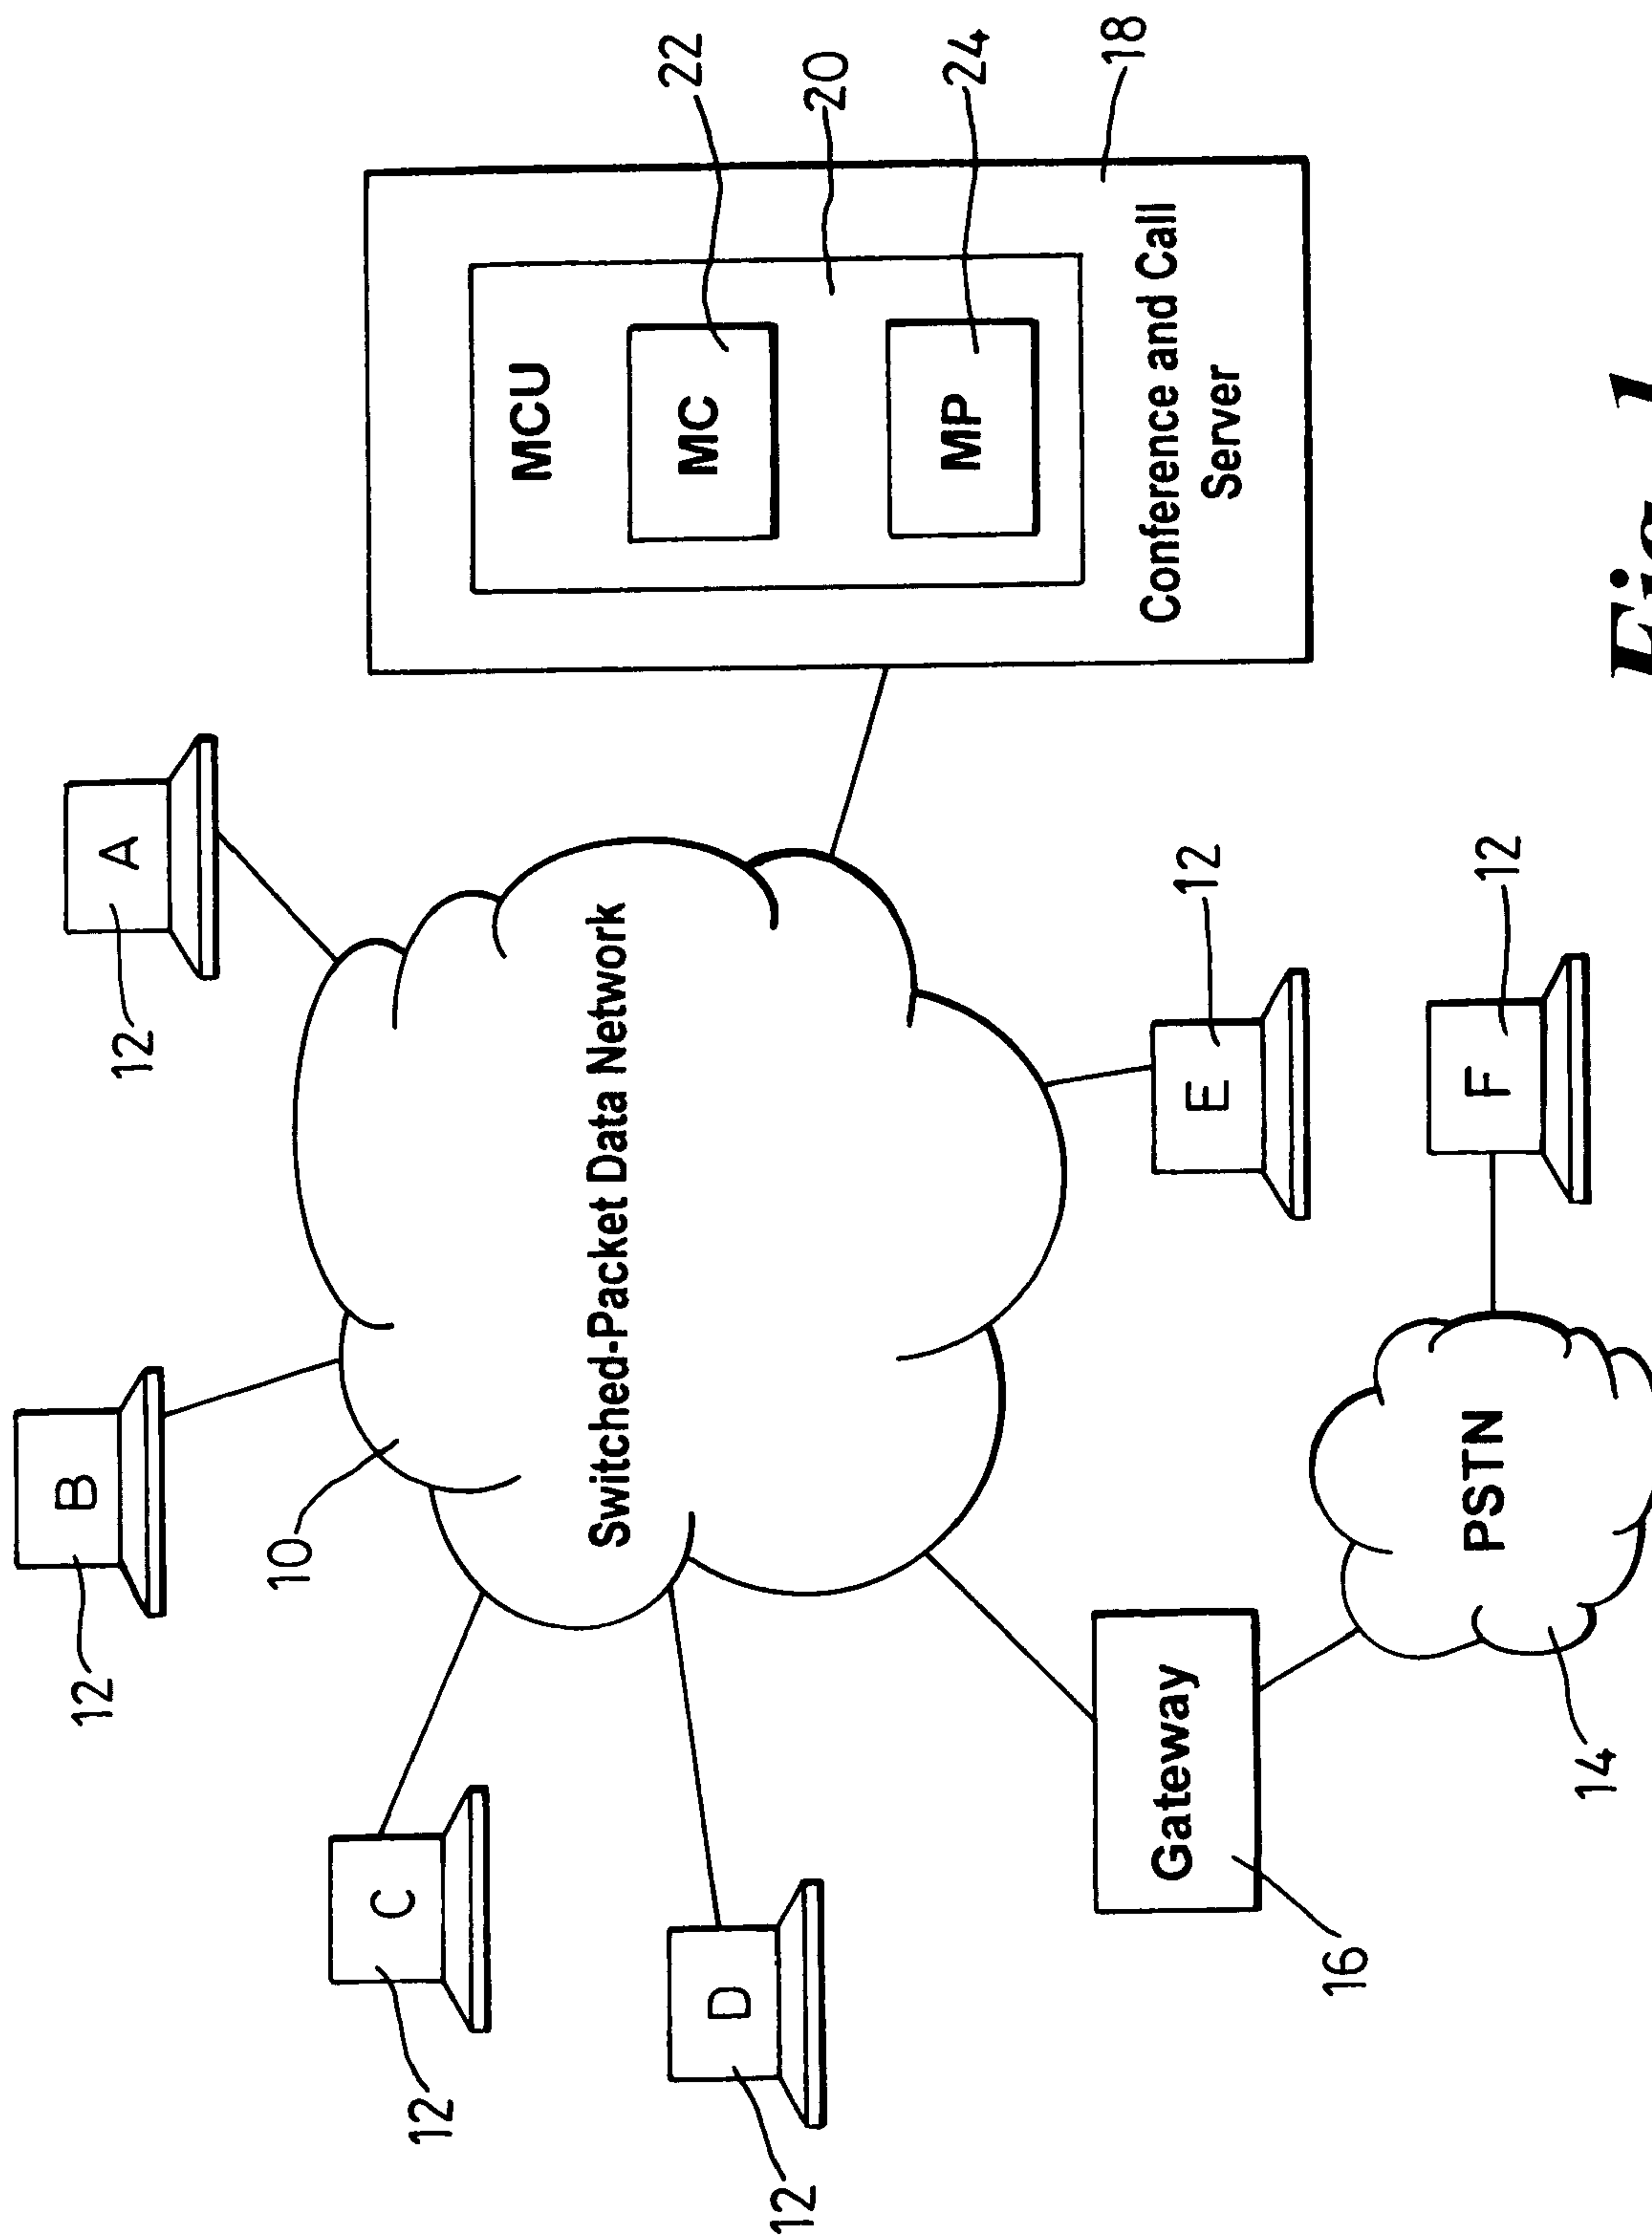 12
B
12
A
10
12
C
12
D
Switched-Packet Data Network
MCU
22
MC
20
MP
24
Conference and Call
Server
18
Gateway
16
E
12
PSTN
14
F
12
Fig. 1